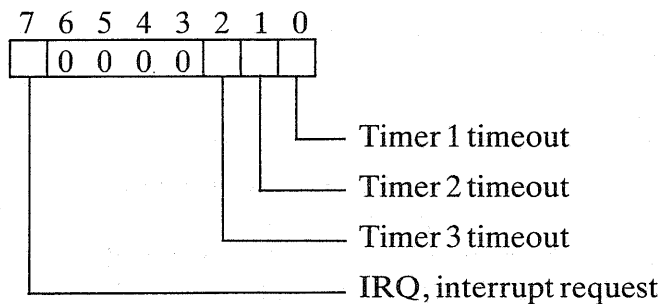 7 6 5 4 3 2 1 0
0 0 0 0
Timer 1 timeout
Timer 2 timeout
Timer 3 timeout
IRQ, interrupt request